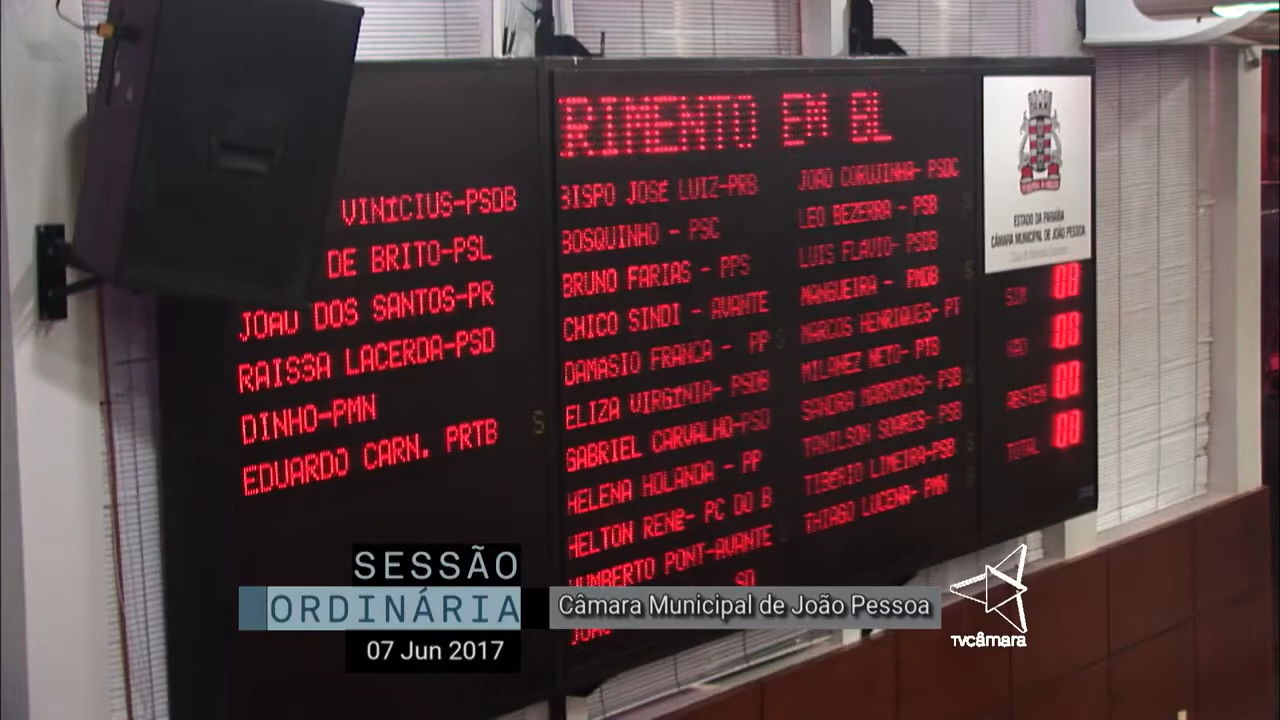 RIMENTO EM BL
VINICIUS-PSDB
DE BRITO-PSL
JOAO DOS SANTOS-PR
RAISSA LACERDA-PSD
DINHO-PMN
EDUARDO CARN. PRTB
S
BISPO JOSE LUIZ-PRB
BOSQUINHO - PSC
BRUNO FARIAS - PPS
CHICO SINDI - AVANTE
DAMASIO FRANCA - PP
ELIZA VIRGINIA- PSDB
GABRIEL CARVALHO-PSD
HELENA HOLANDA - PP
HELTON RENE- PC DO B
HUMBERTO PONT-AVANTE
SD
JOAO CORUJINHA- PSDC
LEO BEZERRA - PSB
LUIS FLAVIO- PSDB
MANGUEIRA - PMDB
MARCOS HENRIQUES- PT
MILANEZ NETO- PTB
SANDRA MARROCOS- PSB
TANILSON SOARES- PSB
TIBERIO LIMEIRA-PSB
THIAGO LUCENA- PMN
ESTADO DA PARAÍBA
CÂMARA MUNICIPAL DE JOÃO PESSOA
SIM 00
NAO 00
ABSTEN 00
TOTAL 00
SESSÃO
ORDINÁRIA
07 Jun 2017
Câmara Municipal de João Pessoa
TVCÂMARA